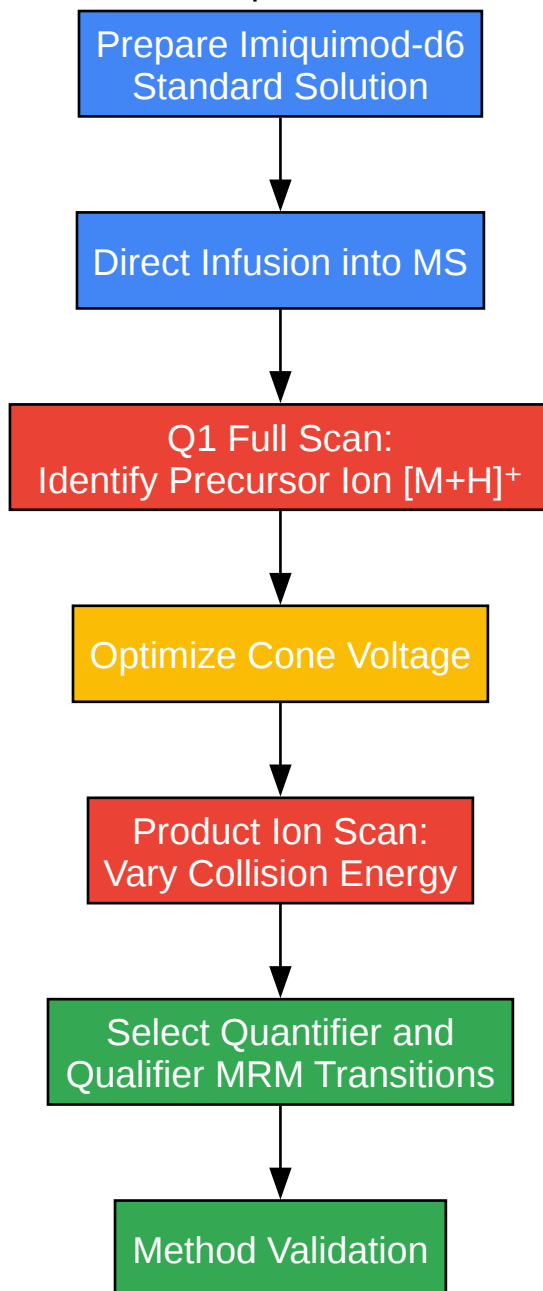 Prepare Imiquimod-d6
Standard Solution
Direct Infusion into MS
Q1 Full Scan:
Identify Precursor Ion [M+H]⁺
Optimize Cone Voltage
Product Ion Scan:
Vary Collision Energy
Select Quantifier and
Qualifier MRM Transitions
Method Validation